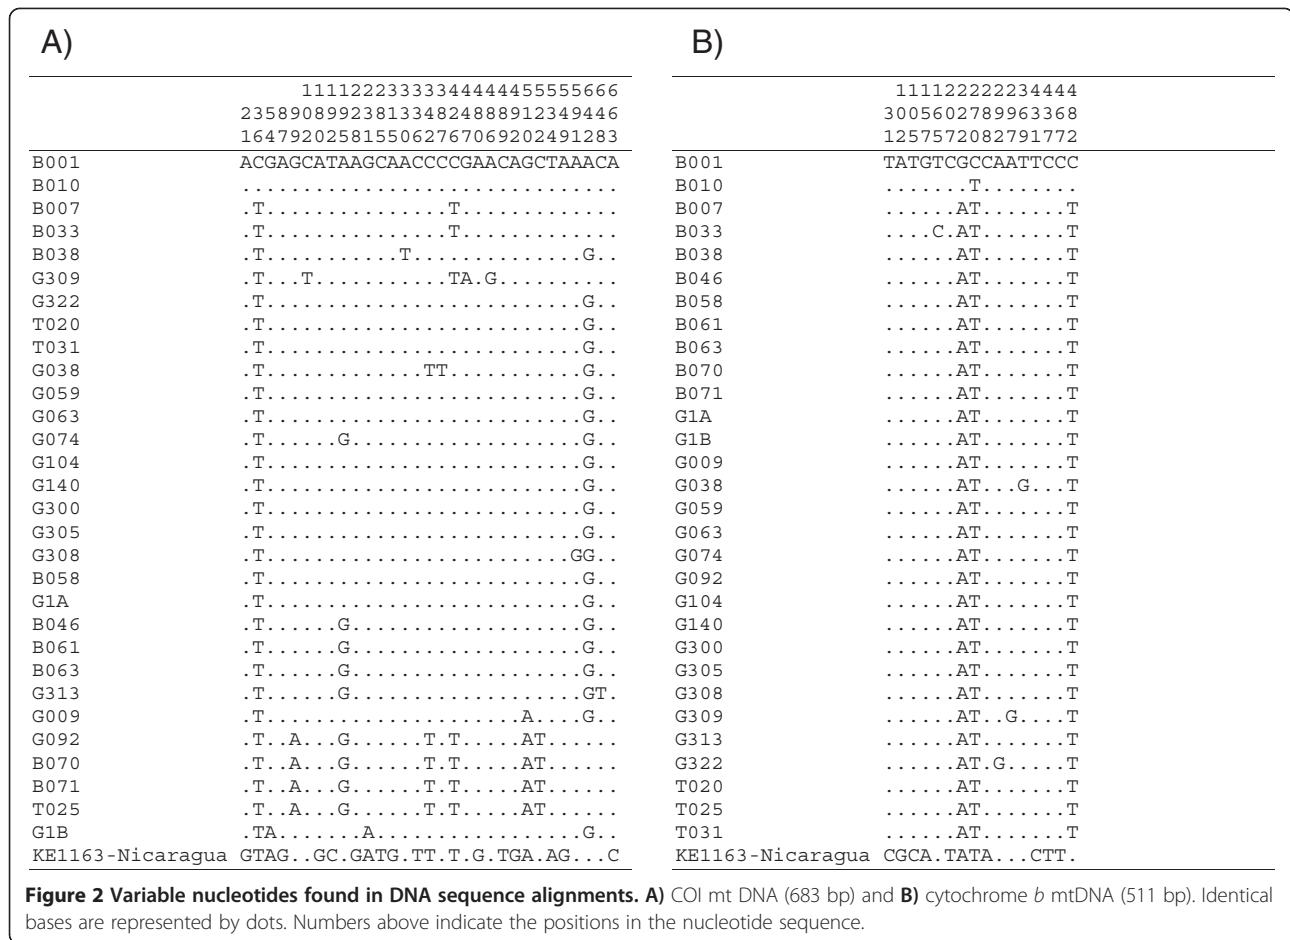 A)
11112223333344444455555666
2358908992381334824888912349446
1647920258155062767069202491283
B001 ACGAGCATAAGCAACCCCGAACAGCTAAACA
B010 ...............................
B007 .T...............T.............
B033 .T...............T.............
B038 .T...........T..............G..
G309 .T...T...........TA.G..........
G322 .T..........................G..
T020 .T..........................G..
T031 .T..........................G..
G038 .T.............TT...........G..
G059 .T..........................G..
G063 .T..........................G..
G074 .T......G...................G..
G104 .T..........................G..
G140 .T..........................G..
G300 .T..........................G..
G305 .T..........................G..
G308 .T.........................GG..
B058 .T..........................G..
G1A .T..........................G..
B046 .T......G...................G..
B061 .T......G...................G..
B063 .T......G...................G..
G313 .T......G...................GT.
G009 .T.....................A....G..
G092 .T..A...G......T.T.....AT......
B070 .T..A...G......T.T.....AT......
B071 .T..A...G......T.T.....AT......
T025 .T..A...G......T.T.....AT......
G1B .TA.......A.................G..
KE1163-Nicaragua GTAG..GC.GATG.TT.T.G.TGA.AG...C
B)
111122222234444
3005602789963368
1257572082791772
B001 TATGTCGCCAATTCCC
B010 .......T........
B007 ......AT.......T
B033 ....C.AT.......T
B038 ......AT.......T
B046 ......AT.......T
B058 ......AT.......T
B061 ......AT.......T
B063 ......AT.......T
B070 ......AT.......T
B071 ......AT.......T
G1A ......AT.......T
G1B ......AT.......T
G009 ......AT.......T
G038 ......AT...G...T
G059 ......AT.......T
G063 ......AT.......T
G074 ......AT.......T
G092 ......AT.......T
G104 ......AT.......T
G140 ......AT.......T
G300 ......AT.......T
G305 ......AT.......T
G308 ......AT.......T
G309 ......AT..G....T
G313 ......AT.......T
G322 ......AT.G.....T
T020 ......AT.......T
T025 ......AT.......T
T031 ......AT.......T
KE1163-Nicaragua CGCA.TATA...CTT.
Figure 2 Variable nucleotides found in DNA sequence alignments. A) COI mt DNA (683 bp) and B) cytochrome b mtDNA (511 bp). Identical
bases are represented by dots. Numbers above indicate the positions in the nucleotide sequence.